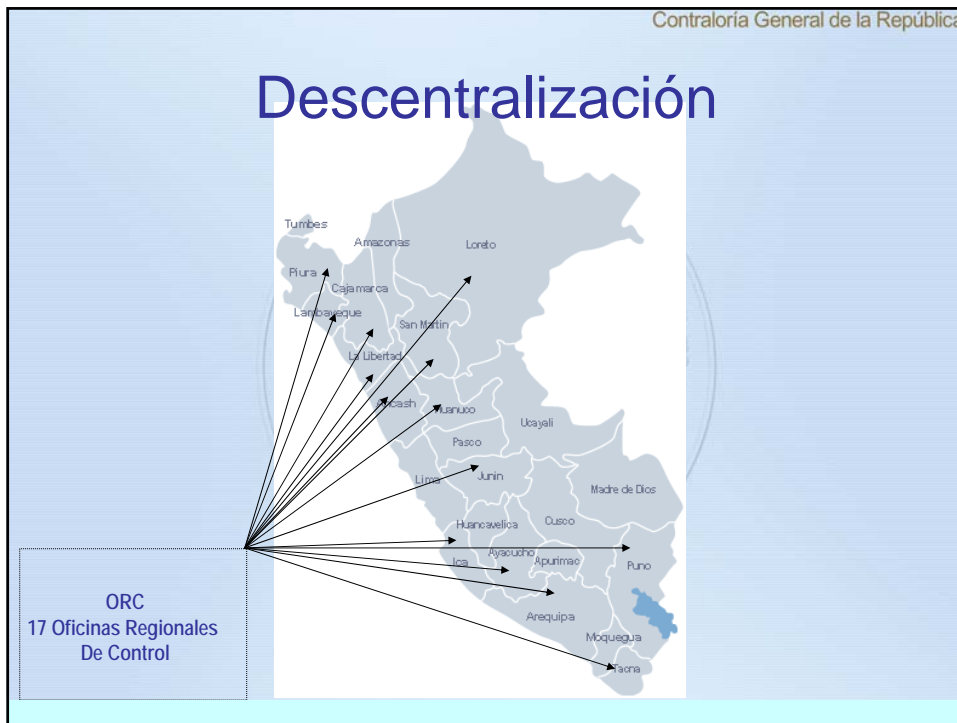 Contraloría General de la República
Descentralización
Tumbes
Amazonas
Loreto
Piura
Cajamarca
Lambayeque
San Martin
La Libertad
Ancash
Huanuco
Ucayali
Pasco
Lima
Junin
Madre de Dios
Huancavelica
Cusco
Ayacucho
Apurimac
Ica
Puno
Arequipa
Moquegua
Tacna
ORC
17 Oficinas Regionales
De Control